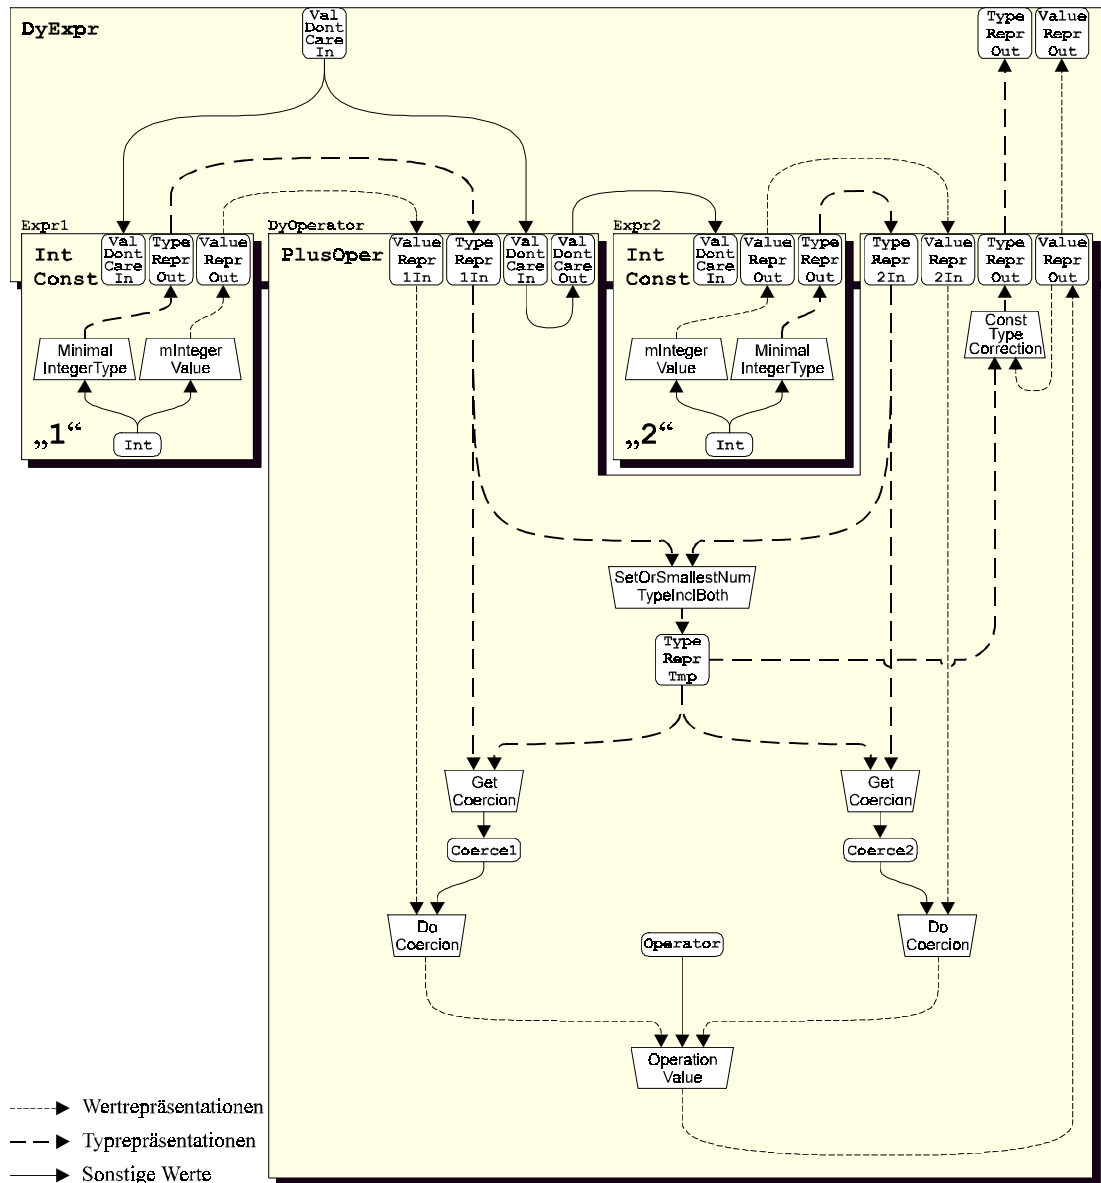 DyExpr
Val
Dont
Care
In
Type
Repr
Out
Value
Repr
Out
Expr1
Int
Const
Val
Dont
Care
In
Type
Repr
Out
Value
Repr
Out
Minimal
IntegerType
mInteger
Value
„1“
Int
DyOperator
PlusOper
Value
Repr
1In
Type
Repr
1In
Val
Dont
Care
In
Val
Dont
Care
Out
Expr2
Int
Const
Val
Dont
Care
In
Value
Repr
Out
Type
Repr
Out
mInteger
Value
Minimal
IntegerType
„2“
Int
Type
Repr
2In
Value
Repr
2In
Type
Repr
Out
Value
Repr
Out
Const
Type
Correction
SetOrSmallestNum
TypeInclBoth
Type
Repr
Tmp
Get
Coercion
Get
Coercion
Coerce1
Coerce2
Do
Coercion
Operator
Do
Coercion
Operation
Value
Wertrepräsentationen
Typrepräsentationen
Sonstige Werte